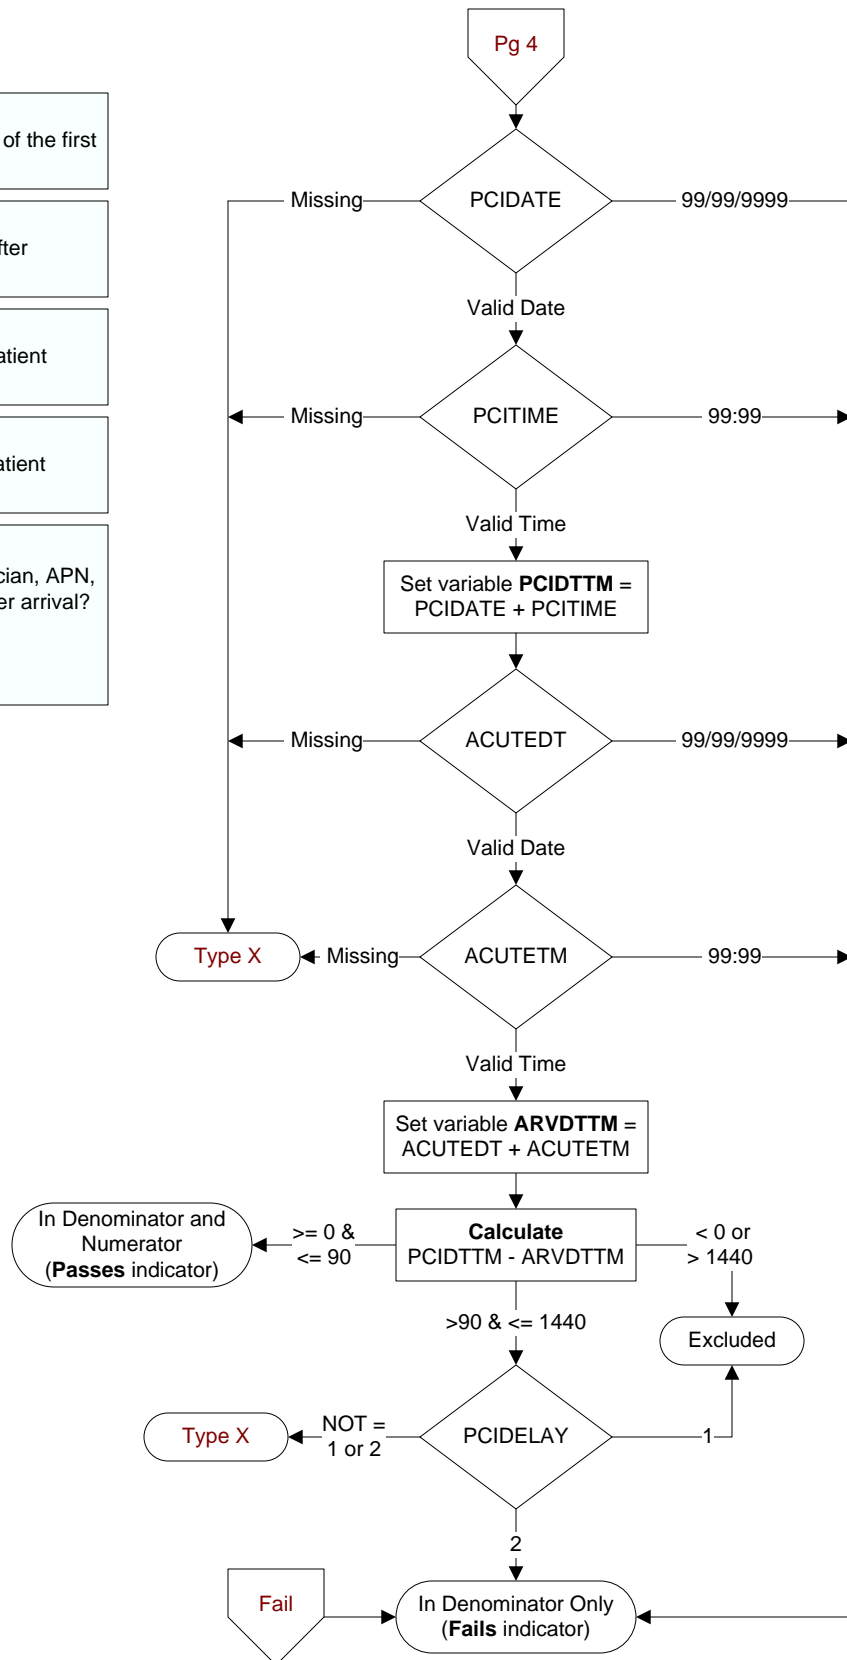 Pg 4
of the first
PCIDATE
Missing
99/99/9999
Valid Date
PCITIME
Missing
99:99
Valid Time
Set variable PCIDTTM =
PCIDATE + PCITIME
cian, APN,
er arrival?
ACUTEDT
Missing
99/99/9999
Valid Date
ACUTETM
Missing
99:99
Type X
Valid Time
Set variable ARVDTTM =
ACUTEDT + ACUTETM
In Denominator and
Numerator
(Passes indicator)
>= 0 &
<= 90
Calculate
PCIDTTM - ARVDTTM
< 0 or
> 1440
>90 & <= 1440
Excluded
PCIDELAY
Type X
NOT =
1 or 2
1
2
Fail
In Denominator Only
(Fails indicator)